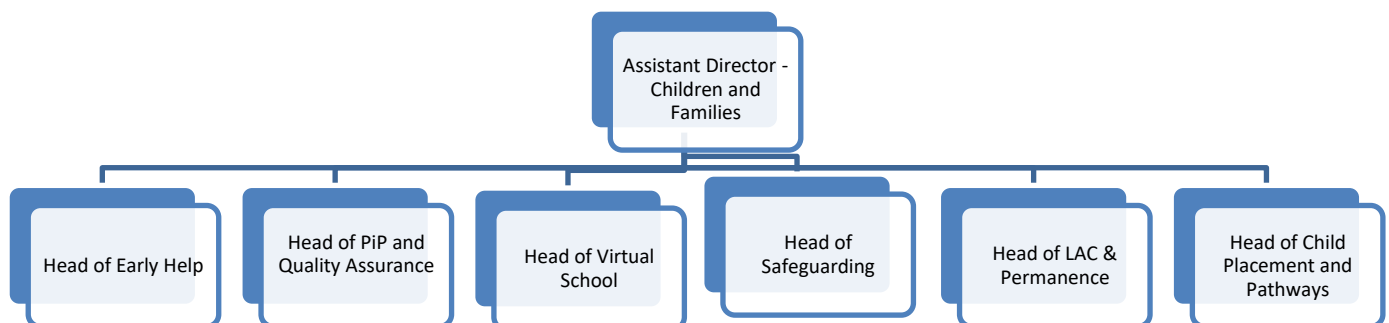 Assistant Director -
Children and
Families
Head of Early Help
Head of PiP and
Quality Assurance
Head of Virtual
School
Head of
Safeguarding
Head of LAC &
Permanence
Head of Child
Placement and
Pathways